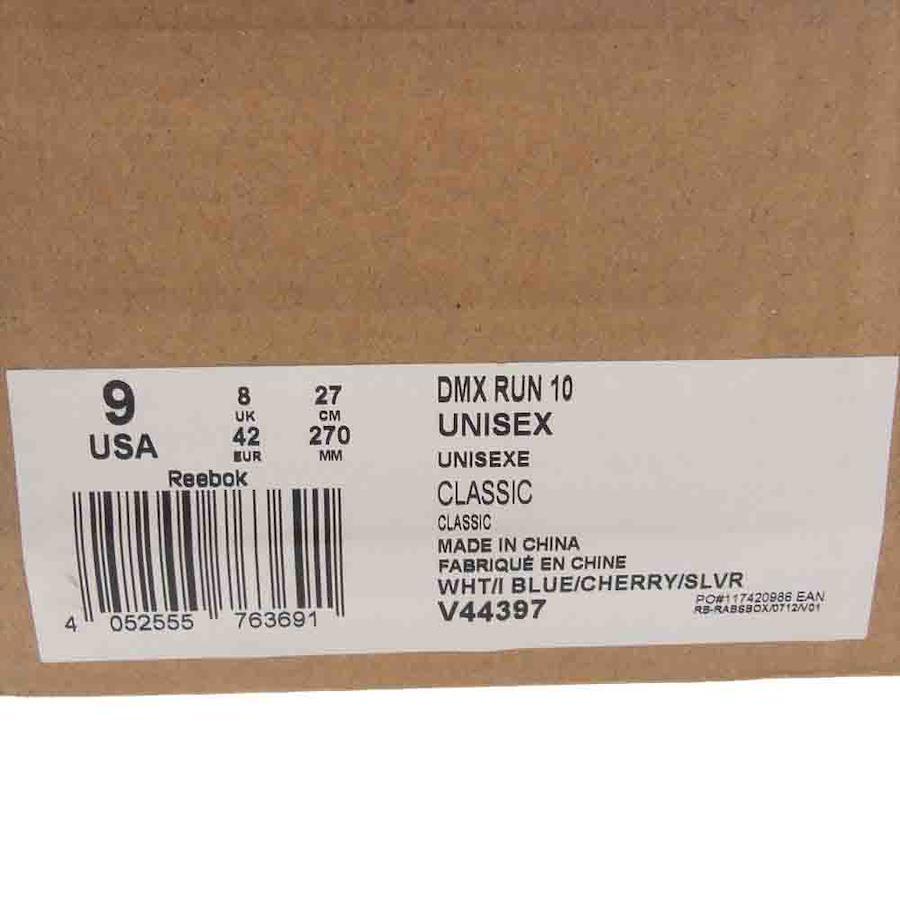 9
USA
8
UK
42
EUR
27
CM
270
MM
Reebok
4 052555 763691
DMX RUN 10
UNISEX
UNISEXE
CLASSIC
CLASSIC
MADE IN CHINA
FABRIQUÉ EN CHINE
WHT/I BLUE/CHERRY/SLVR
V44397
PO#117420986 EAN
RB-RABSBOX/0712/V01